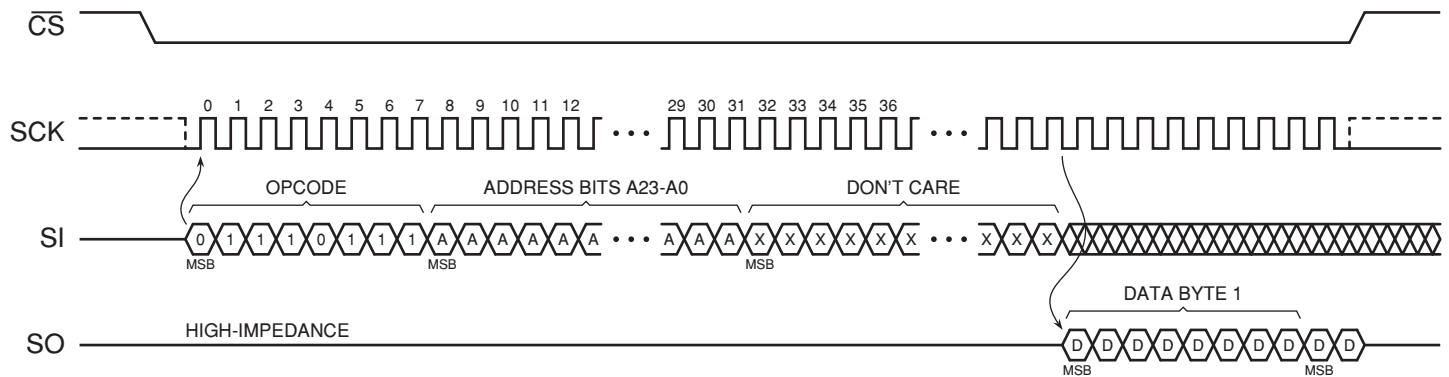 CS
0 1 2 3 4 5 6 7 8 9 10 11 12 29 30 31 32 33 34 35 36
SCK
OPCODE ADDRESS BITS A23-A0 DON'T CARE
SI 0 1 1 1 0 1 1 1 A A A A A A A A A X X X X X X X X X
MSB MSB MSB
DATA BYTE 1
HIGH-IMPEDANCE
SO D D D D D D D D D D
MSB MSB